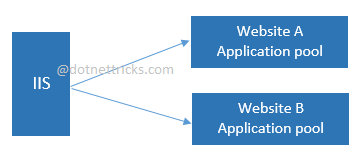 Website A
Application pool
@dotnettricks.com
IIS
Website B
Application pool